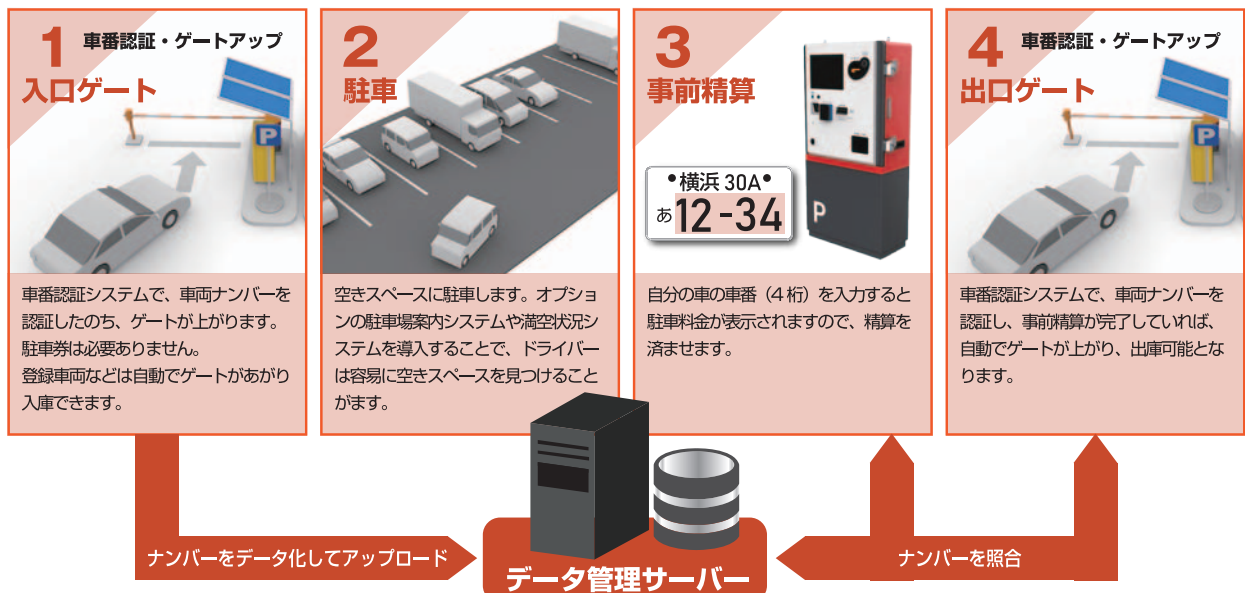 1
車番認証・ゲートアップ
入口ゲート
P
車番認証システムで、車両ナンバーを
認証したのち、ゲートが上がります。
駐車券は必要ありません。
登録車両などは自動でゲートがあがり
入庫できます。
2
駐車
空きスペースに駐車します。オプショ
ンの駐車場案内システムや満空状況シ
ステムを導入することで、ドライバー
は容易に空きスペースを見つけること
がます。
3
事前精算
横浜 30A
あ 12-34
P
自分の車の車番（4 桁）を入力すると
駐車料金が表示されますので、精算を
済ませます。
4
車番認証・ゲートアップ
出口ゲート
P
車番認証システムで、車両ナンバーを
認証し、事前精算が完了していれば、
自動でゲートが上がり、出庫可能とな
ります。
ナンバーをデータ化してアップロード
データ管理サーバー
ナンバーを照合